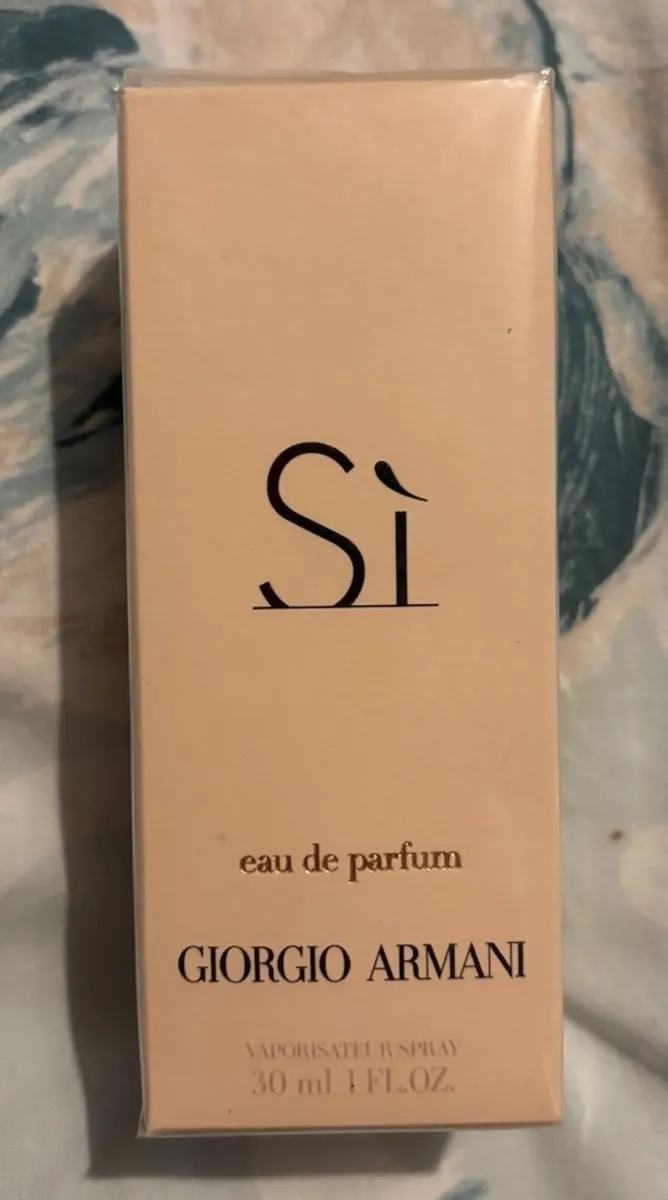 Sì
eau de parfum
GIORGIO ARMANI
VAPORISATEUR SPRAY
30 ml 1 FL.OZ.